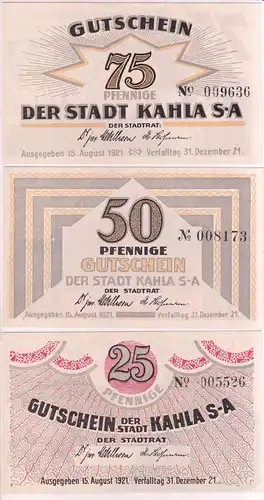 GUTSCHEIN
75
PFENNIGE
Nº 009636
DER STADT KAHLA S-A
DER STADTRAT:
Ausgegeben 15. August 1921. Verfalltag 31. Dezember 21.
50
PFENNIGE
№ 008173
GUTSCHEIN
DER STADT KAHLA S-A
DER STADTRAT
Ausgegeben 15. August 1921. Verfalltag 31. Dezember 21.
25
PFENNIGE
Nº 005526
GUTSCHEIN DER STADT KAHLA S-A
DER STADTRAT
Ausgegeben 15. August 1921. Verfalltag 31. Dezember 21.